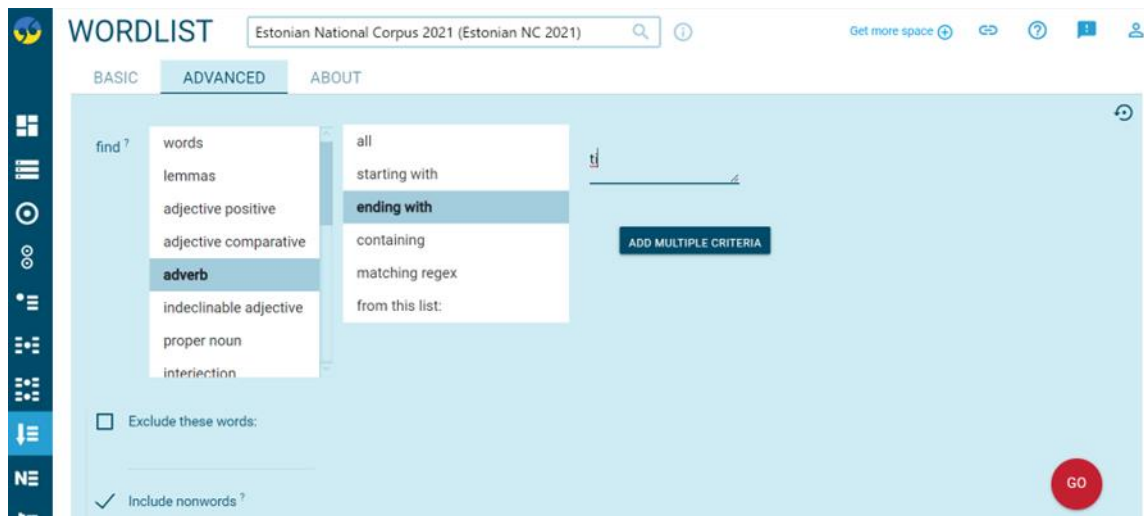 WORDLIST
Estonian National Corpus 2021 (Estonian NC 2021)
Get more space
BASIC ADVANCED ABOUT
find ?
words
lemmas
adjective positive
adjective comparative
adverb
indeclinable adjective
proper noun
interjection
all
starting with
ending with
containing
matching regex
from this list:
ti
ADD MULTIPLE CRITERIA
Exclude these words:
Include nonwords ?
GO
N